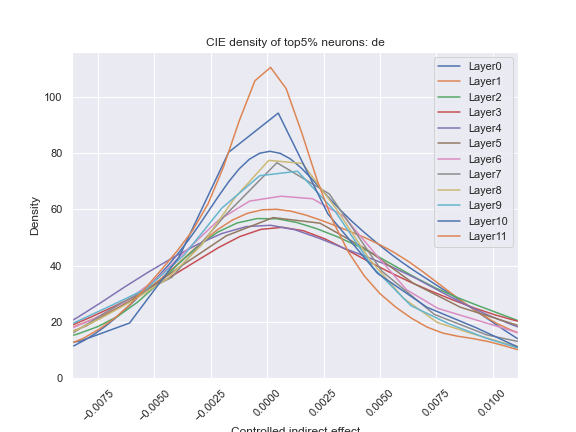 CIE density of top5% neurons: de
Density
100
80
60
40
20
0
Layer0
Layer1
Layer2
Layer3
Layer4
Layer5
Layer6
Layer7
Layer8
Layer9
Layer10
Layer11
-0.0075
-0.0050
-0.0025
0.0000
0.0025
0.0050
0.0075
0.0100
Controlled indirect effect